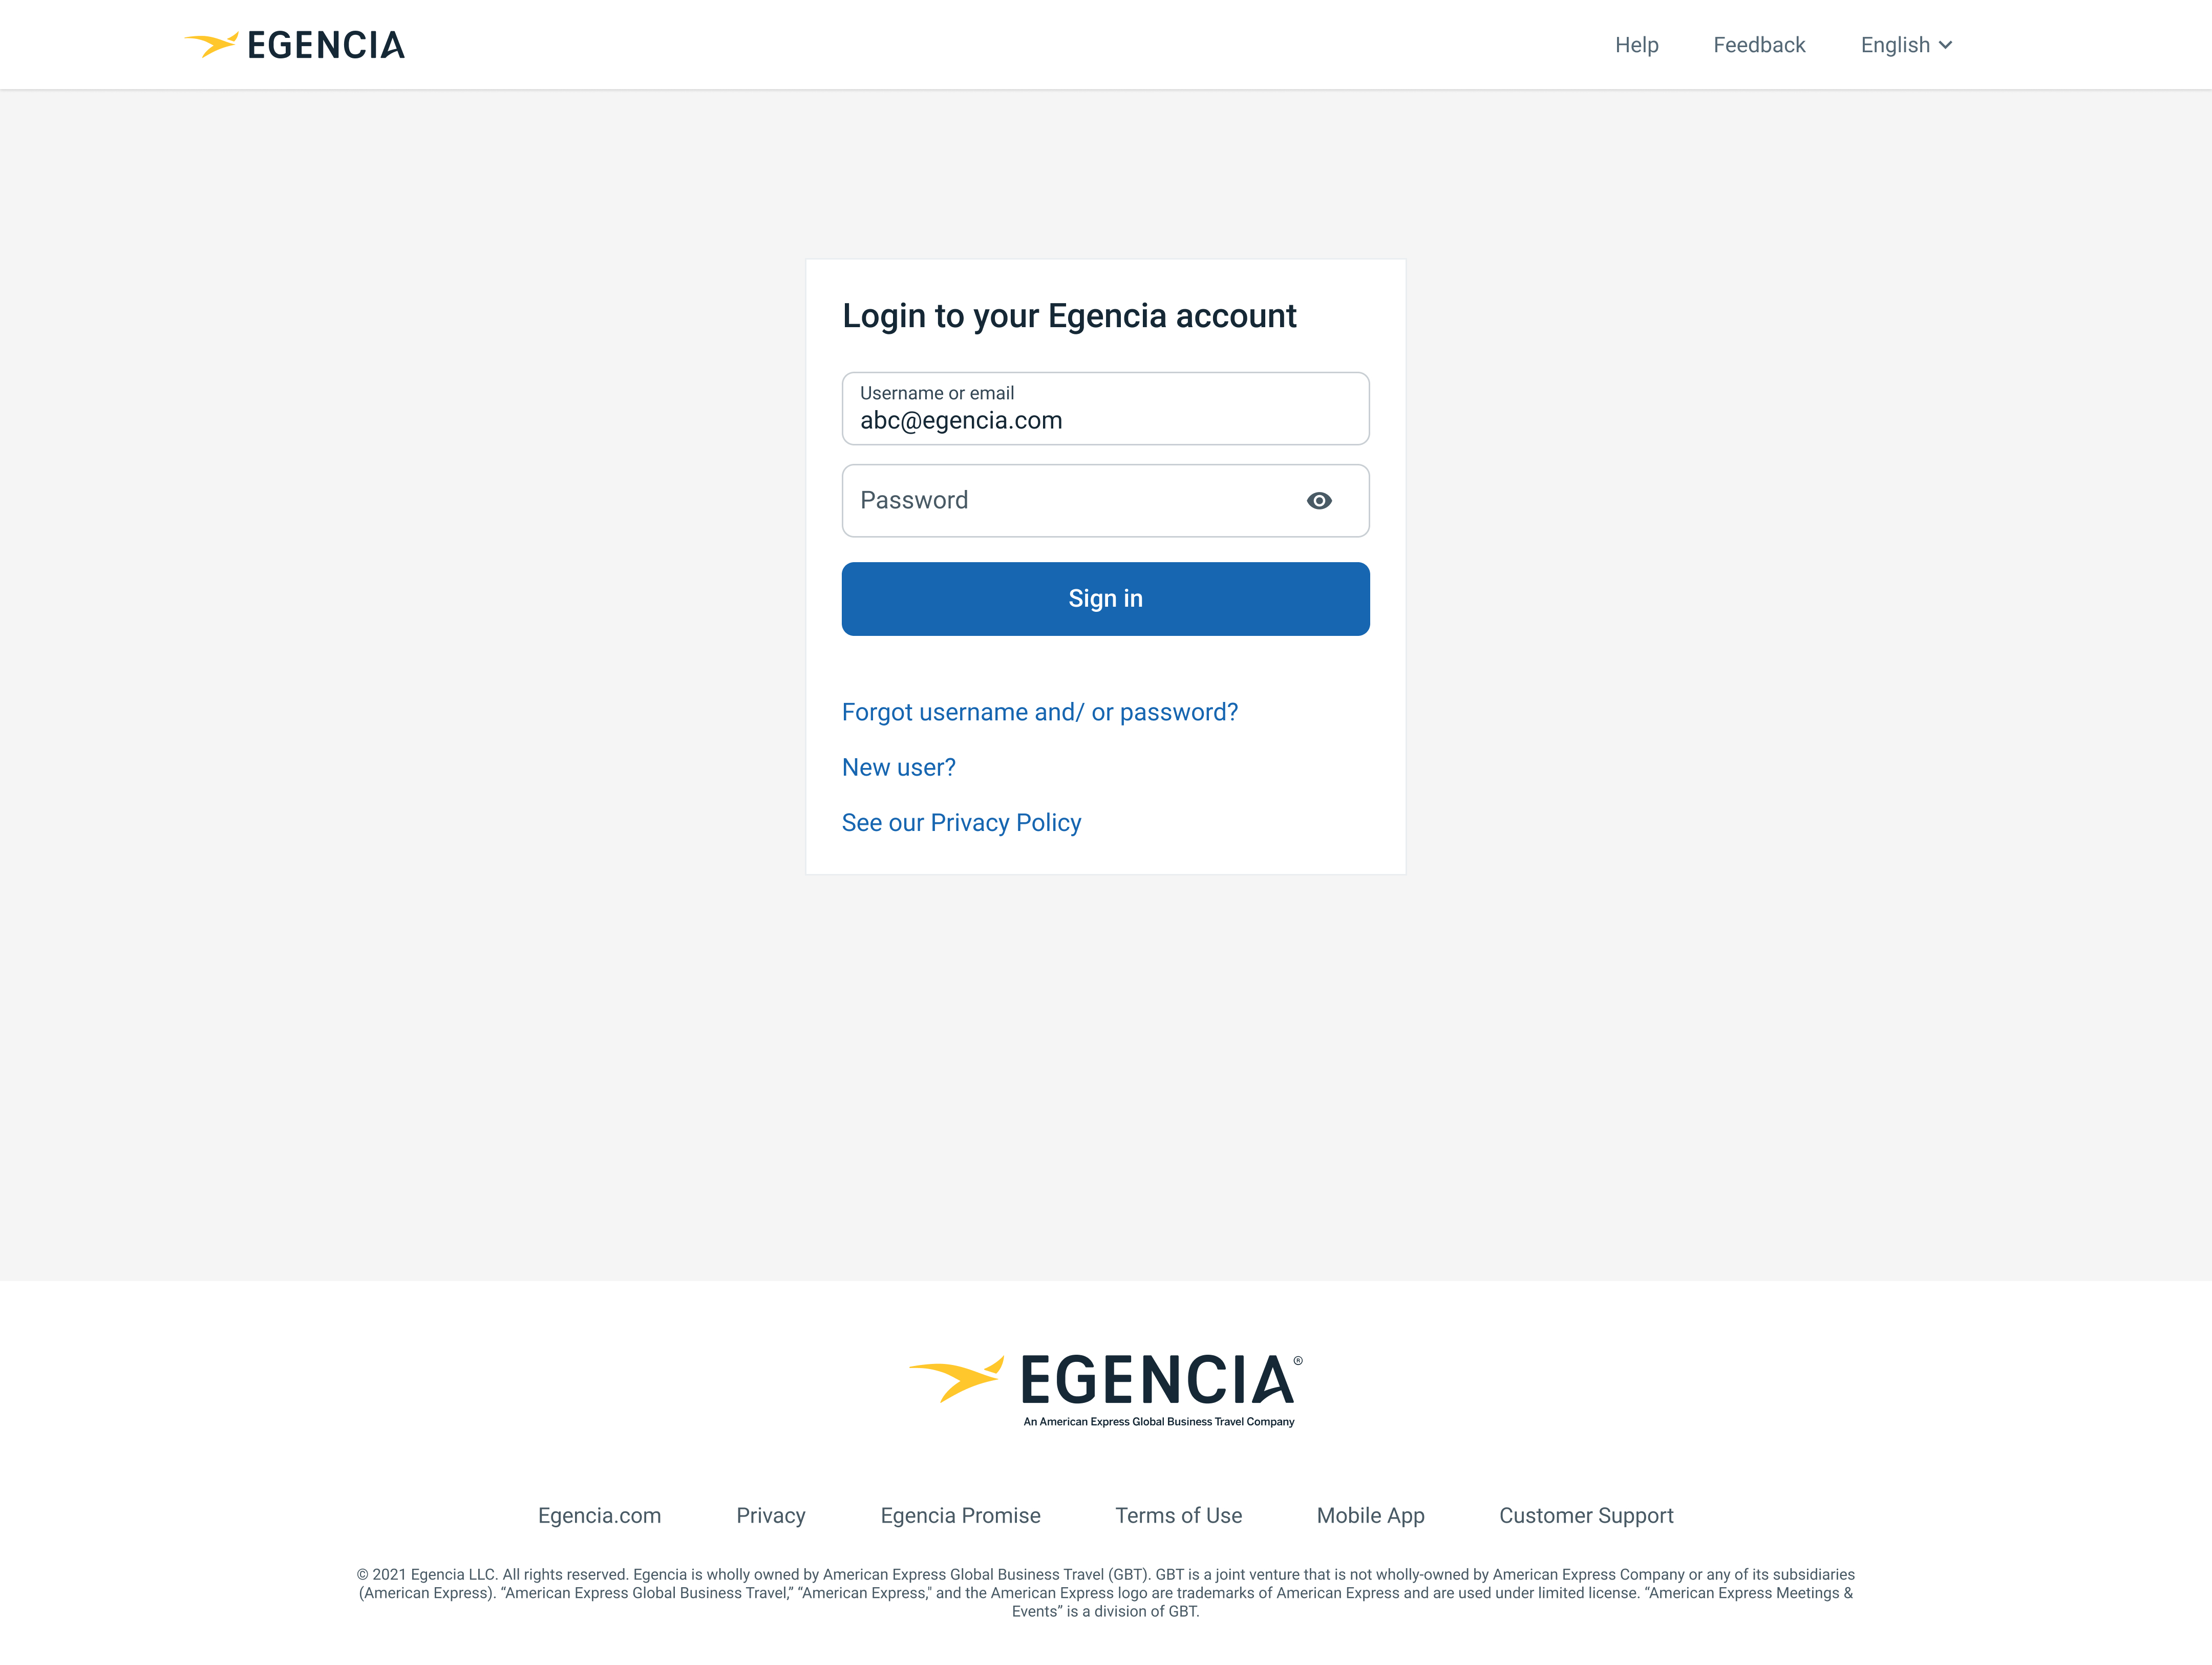 EGENCIA
Help Feedback English
Login to your Egencia account
Username or email
abc@egencia.com
Password
Sign in
Forgot username and/ or password?
New user?
See our Privacy Policy
EGENCIA®
An American Express Global Business Travel Company
Egencia.com Privacy Egencia Promise Terms of Use Mobile App Customer Support
© 2021 Egencia LLC. All rights reserved. Egencia is wholly owned by American Express Global Business Travel (GBT). GBT is a joint venture that is not wholly-owned by American Express Company or any of its subsidiaries
(American Express). “American Express Global Business Travel,” “American Express," and the American Express logo are trademarks of American Express and are used under limited license. “American Express Meetings &
Events” is a division of GBT.